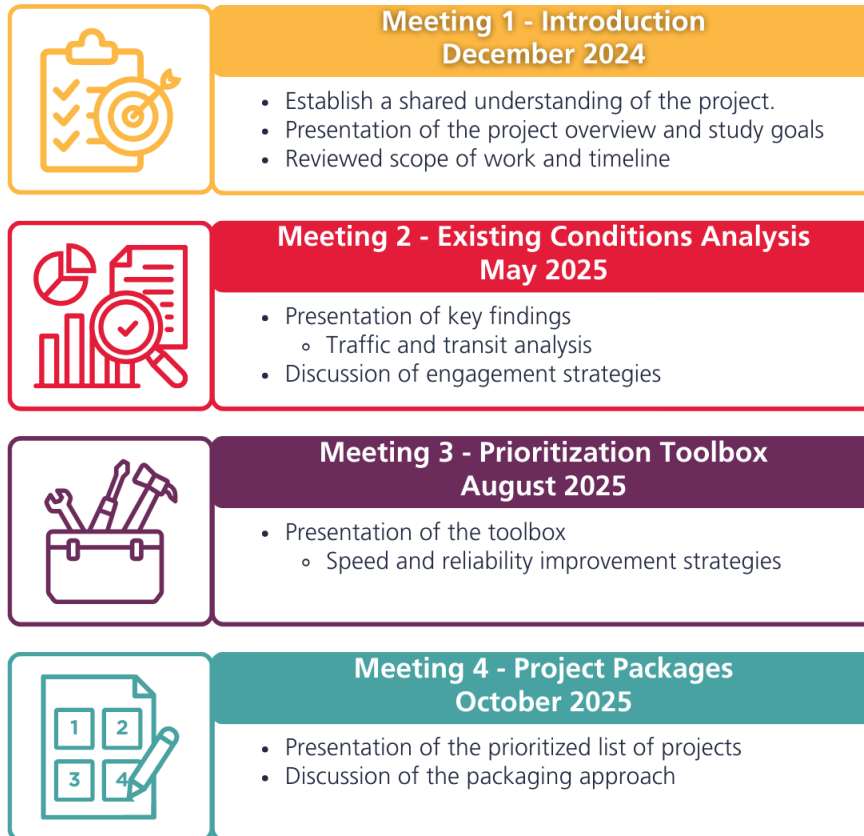 Meeting 1 - Introduction
December 2024
• Establish a shared understanding of the project.
• Presentation of the project overview and study goals
• Reviewed scope of work and timeline
Meeting 2 - Existing Conditions Analysis
May 2025
• Presentation of key findings
◦ Traffic and transit analysis
• Discussion of engagement strategies
Meeting 3 - Prioritization Toolbox
August 2025
• Presentation of the toolbox
◦ Speed and reliability improvement strategies
Meeting 4 - Project Packages
October 2025
1 2
3 4
• Presentation of the prioritized list of projects
• Discussion of the packaging approach